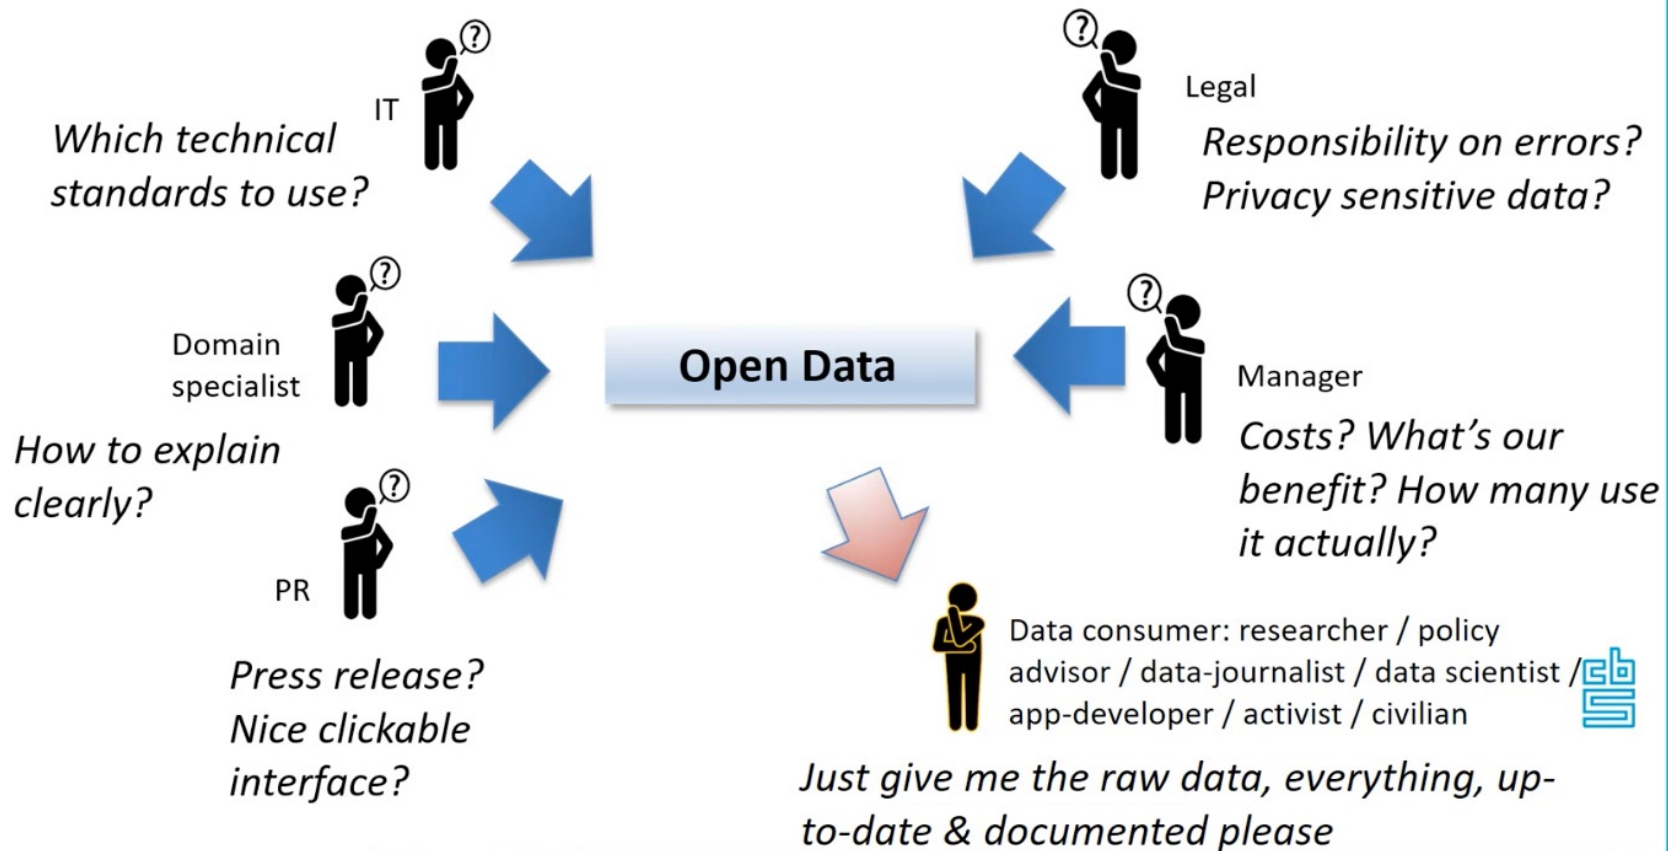 ?
IT
Which technical
standards to use?
?
Legal
Responsibility on errors?
Privacy sensitive data?
?
Domain
specialist
How to explain
clearly?
Open Data
?
Manager
Costs? What's our
benefit? How many use
it actually?
?
PR
Press release?
Nice clickable
interface?
Data consumer: researcher / policy
advisor / data-journalist / data scientist /
app-developer / activist / civilian
cbs
Just give me the raw data, everything, up-
to-date & documented please